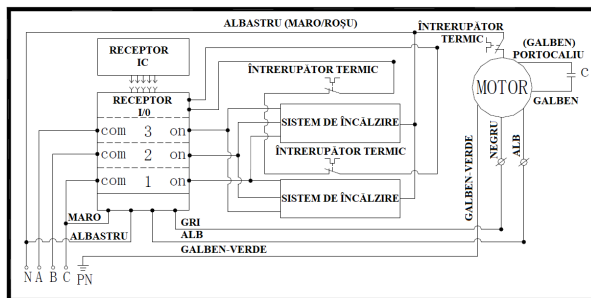 ALBASTRU (MARO/ROȘU)
ÎNTRERUPĂTOR
TERMIC
(GALBEN)
PORTOCALIU
RECEPTOR
IC
ÎNTRERUPĂTOR TERMIC
C
MOTOR
GALBEN
RECEPTOR
I/0
com 3 on
SISTEM DE ÎNCĂLZIRE
NEGRU
ALB
com 2 on
ÎNTRERUPĂTOR TERMIC
com 1 on
SISTEM DE ÎNCĂLZIRE
GALBEN-VERDE
MARO
GRI
ALBASTRU
ALB
GALBEN-VERDE
N A B C PN